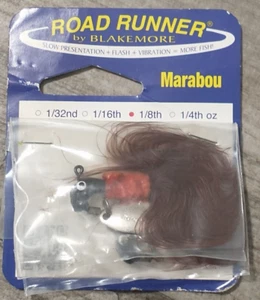 ROAD RUNNER®
by BLAKEMORE
SLOW PRESENTATION + FLASH + VIBRATION = MORE FISH!
Marabou
1/32nd 1/16th 1/8th 1/4th oz